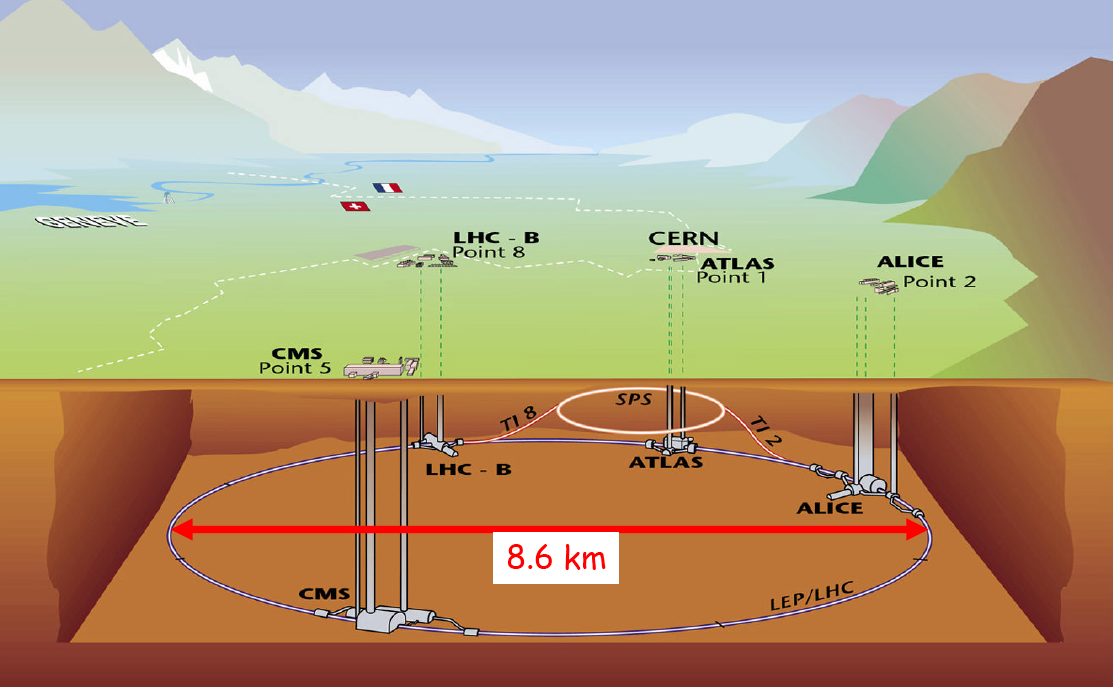 GENEVE
LHC - B
Point 8
CERN
ATLAS
Point 1
ALICE
Point 2
CMS
Point 5
SPS
TI 8
TI 2
LHC - B
ATLAS
ALICE
8.6 km
CMS
LEP/LHC